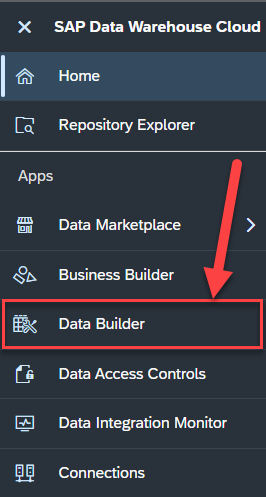 SAP Data Warehouse Cloud
Home
Repository Explorer
Apps
Data Marketplace
Business Builder
Data Builder
Data Access Controls
Data Integration Monitor
Connections